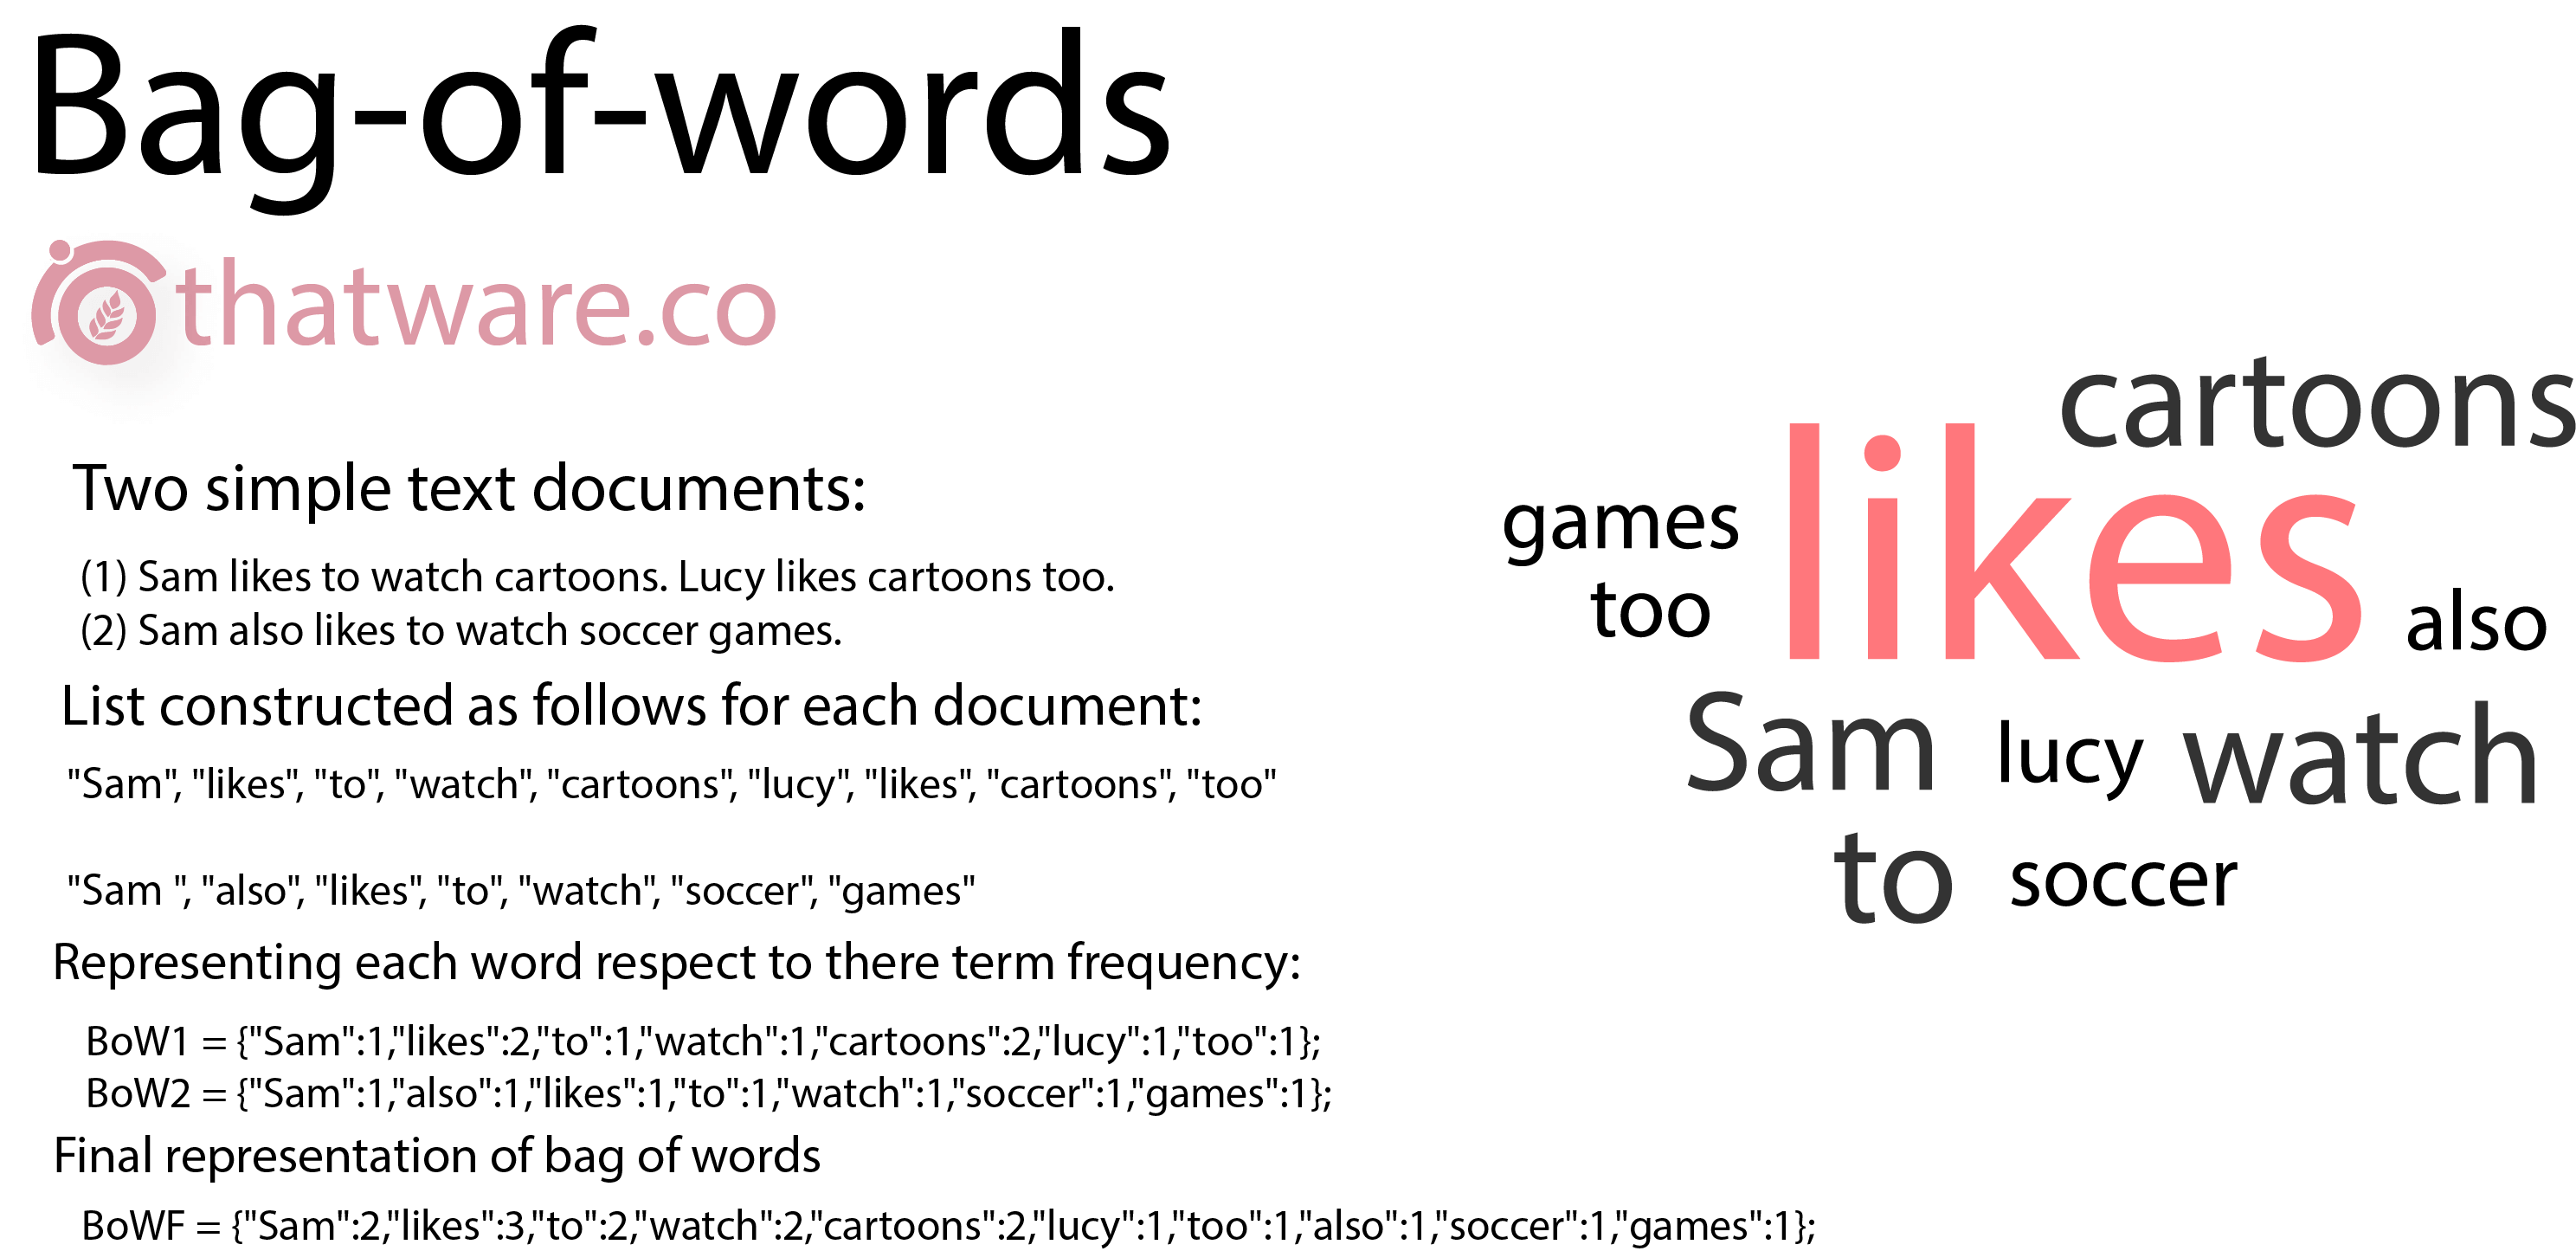 Bag-of-words
thatware.co
Two simple text documents:
(1) Sam likes to watch cartoons. Lucy likes cartoons too.
(2) Sam also likes to watch soccer games.
List constructed as follows for each document:
"Sam", "likes", "to", "watch", "cartoons", "lucy", "likes", "cartoons", "too"
"Sam ", "also", "likes", "to", "watch", "soccer", "games"
Representing each word respect to there term frequency:
BoW1 = {"Sam":1,"likes":2,"to":1,"watch":1,"cartoons":2,"lucy":1,"too":1};
BoW2 = {"Sam":1,"also":1,"likes":1,"to":1,"watch":1,"soccer":1,"games":1};
Final representation of bag of words
BoWF = {"Sam":2,"likes":3,"to":2,"watch":2,"cartoons":2,"lucy":1,"too":1,"also":1,"soccer":1,"games":1};
cartoons
games
likes
too
also
Sam lucy watch
to soccer